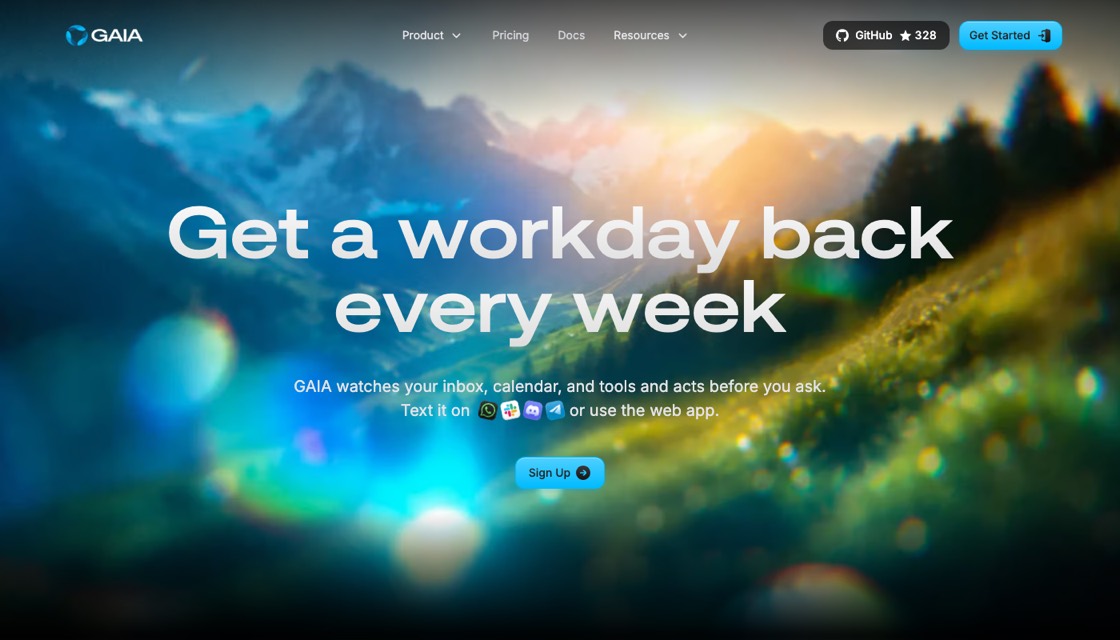 GAIA
Product
Pricing
Docs
Resources
GitHub 328
Get Started
Get a workday back
every week
GAIA watches your inbox, calendar, and tools and acts before you ask.
Text it on or use the web app.
Sign Up